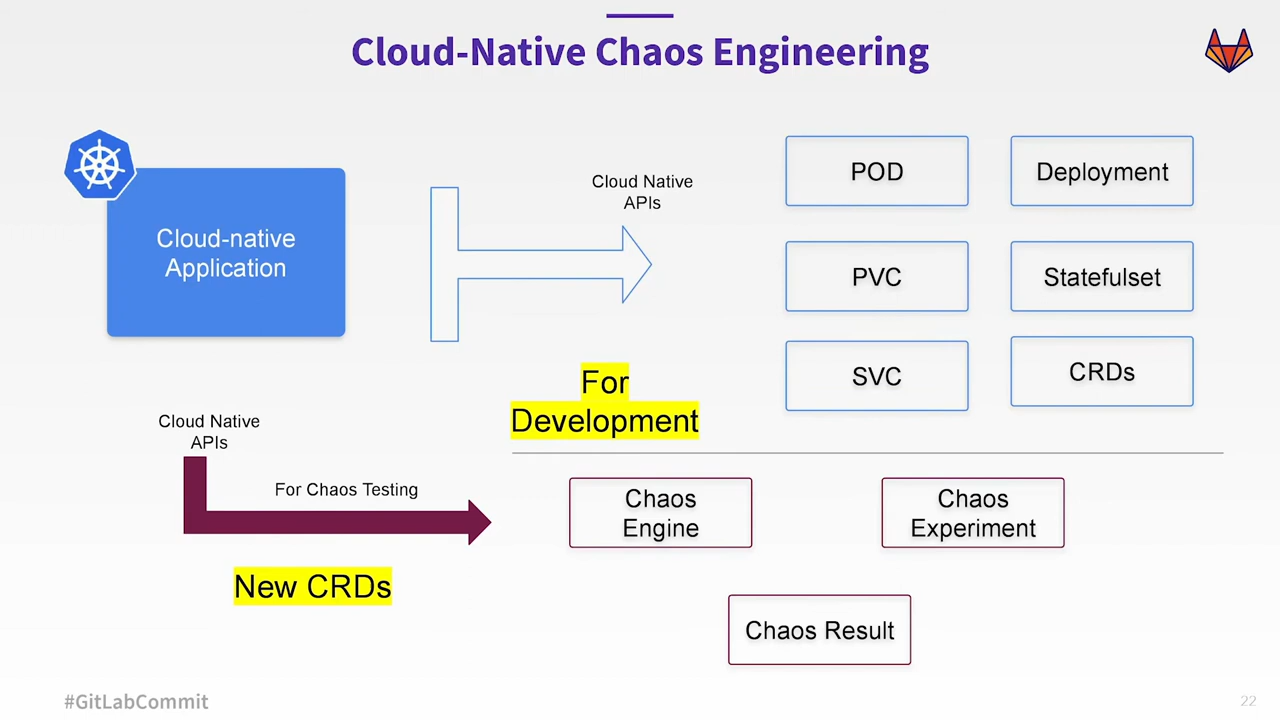 Cloud-Native Chaos Engineering
Cloud-native
Application
Cloud Native
APIs
POD
Deployment
PVC
Statefulset
SVC
CRDs
For
Development
Cloud Native
APIs
For Chaos Testing
New CRDs
Chaos
Engine
Chaos
Experiment
Chaos Result
#GitLabCommit
22